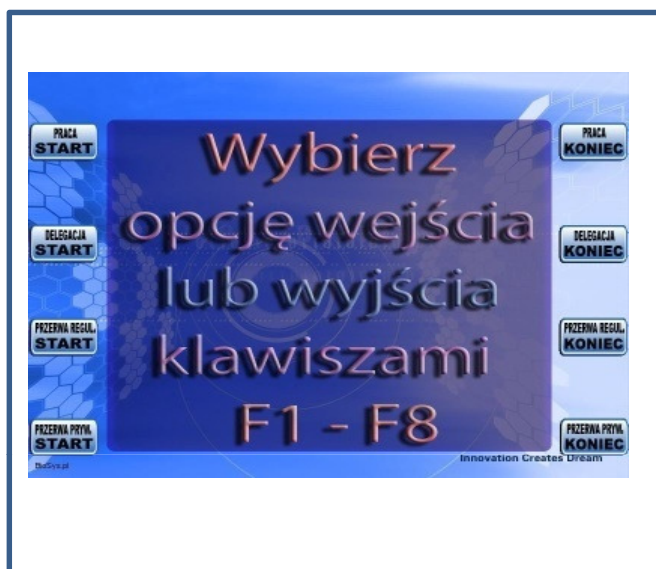 PRACA
START
DELEGACJA
START
PRZERWA REGUL.
START
PRZERWA PRYW.
START
Wybierz
opcję wejścia
lub wyjścia
klawiszami
F1 - F8
PRACA
KONIEC
DELEGACJA
KONIEC
PRZERWA REGUL.
KONIEC
PRZERWA PRYW.
KONIEC
BioSys.pl
Innovation Creates Dream